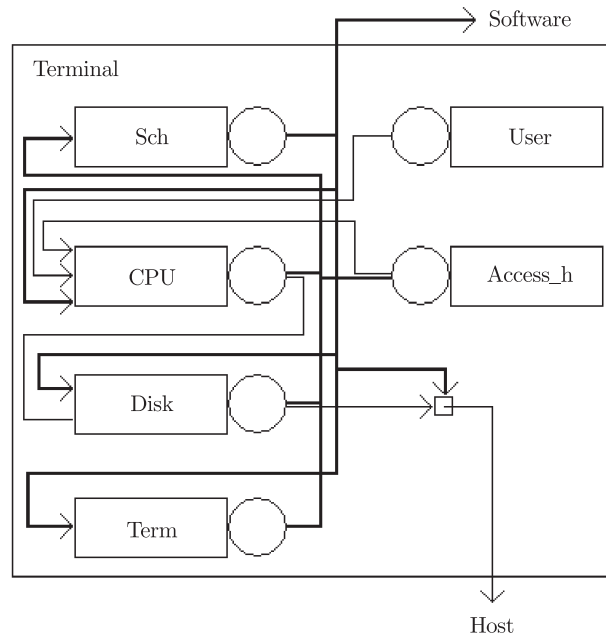 Software
Terminal
Sch
User
CPU
Access_h
Disk
Term
Host